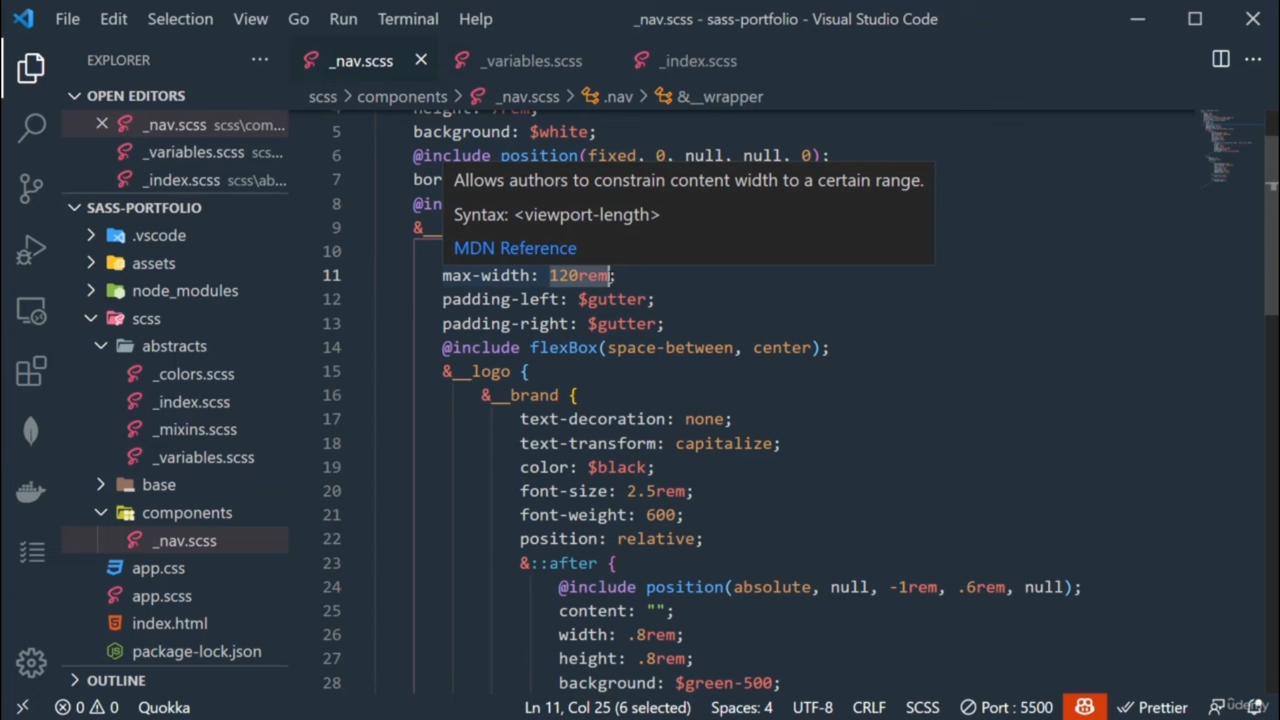 File Edit Selection View Go Run Terminal Help _nav.scss - sass-portfolio - Visual Studio Code
EXPLORER
_nav.scss _variables.scss _index.scss
OPEN EDITORS
_nav.scss scss\com...
_variables.scss sc...
_index.scss scss\ab...
SASS-PORTFOLIO
.vscode
assets
node_modules
scss
abstracts
_colors.scss
_index.scss
_mixins.scss
_variables.scss
base
components
_nav.scss
app.css
app.scss
index.html
package-lock.json
OUTLINE
scss > components > _nav.scss > .nav > &__wrapper
5 background: $white;
6 @include position(fixed, 0, null, null, 0);
7 bor
8 @in
9 &__
10
Allows authors to constrain content width to a certain range.
Syntax: <viewport-length>
MDN Reference
11 max-width: 120rem;
12 padding-left: $gutter;
13 padding-right: $gutter;
14 @include flexBox(space-between, center);
15 &__logo {
16 &__brand {
17 text-decoration: none;
18 text-transform: capitalize;
19 color: $black;
20 font-size: 2.5rem;
21 font-weight: 600;
22 position: relative;
23 &::after {
24 @include position(absolute, null, -1rem, .6rem, null);
25 content: "";
26 width: .8rem;
27 height: .8rem;
28 background: $green-500;
0 0 Quokka Ln 11, Col 25 (6 selected) Spaces: 4 UTF-8 CRLF SCSS Port : 5500 Prettier
udemy